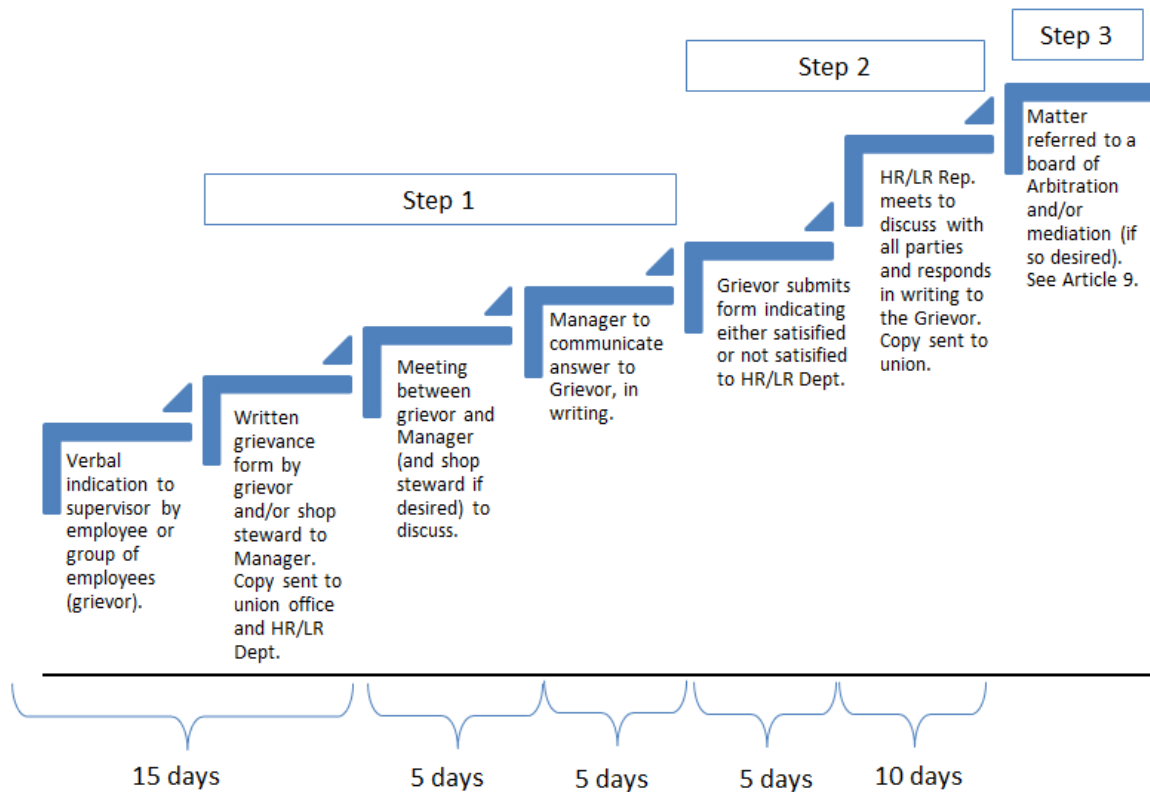 Step 3
Step 2
Step 1
Verbal
indication to
supervisor by
employee or
group of
employees
(grievor).
Written
grievance
form by
grievor
and/or shop
steward to
Manager.
Copy sent to
union office
and HR/LR
Dept.
Meeting
between
grievor and
Manager
(and shop
steward if
desired) to
discuss.
Manager to
communicate
answer to
Grievor, in
writing.
Grievor submits
form indicating
either satisified
or not satisified
to HR/LR Dept.
HR/LR Rep.
meets to
discuss with
all parties
and responds
in writing to
the Grievor.
Copy sent to
union.
Matter
referred to a
board of
Arbitration
and/or
mediation (if
so desired).
See Article 9.
15 days
5 days
5 days
5 days
10 days